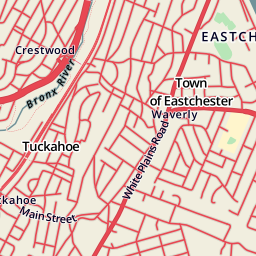 EASTCH
Crestwood
Bronx River
Town
of Eastchester
Waverly
Tuckahoe
White Plains Road
ckahoe
Main Street